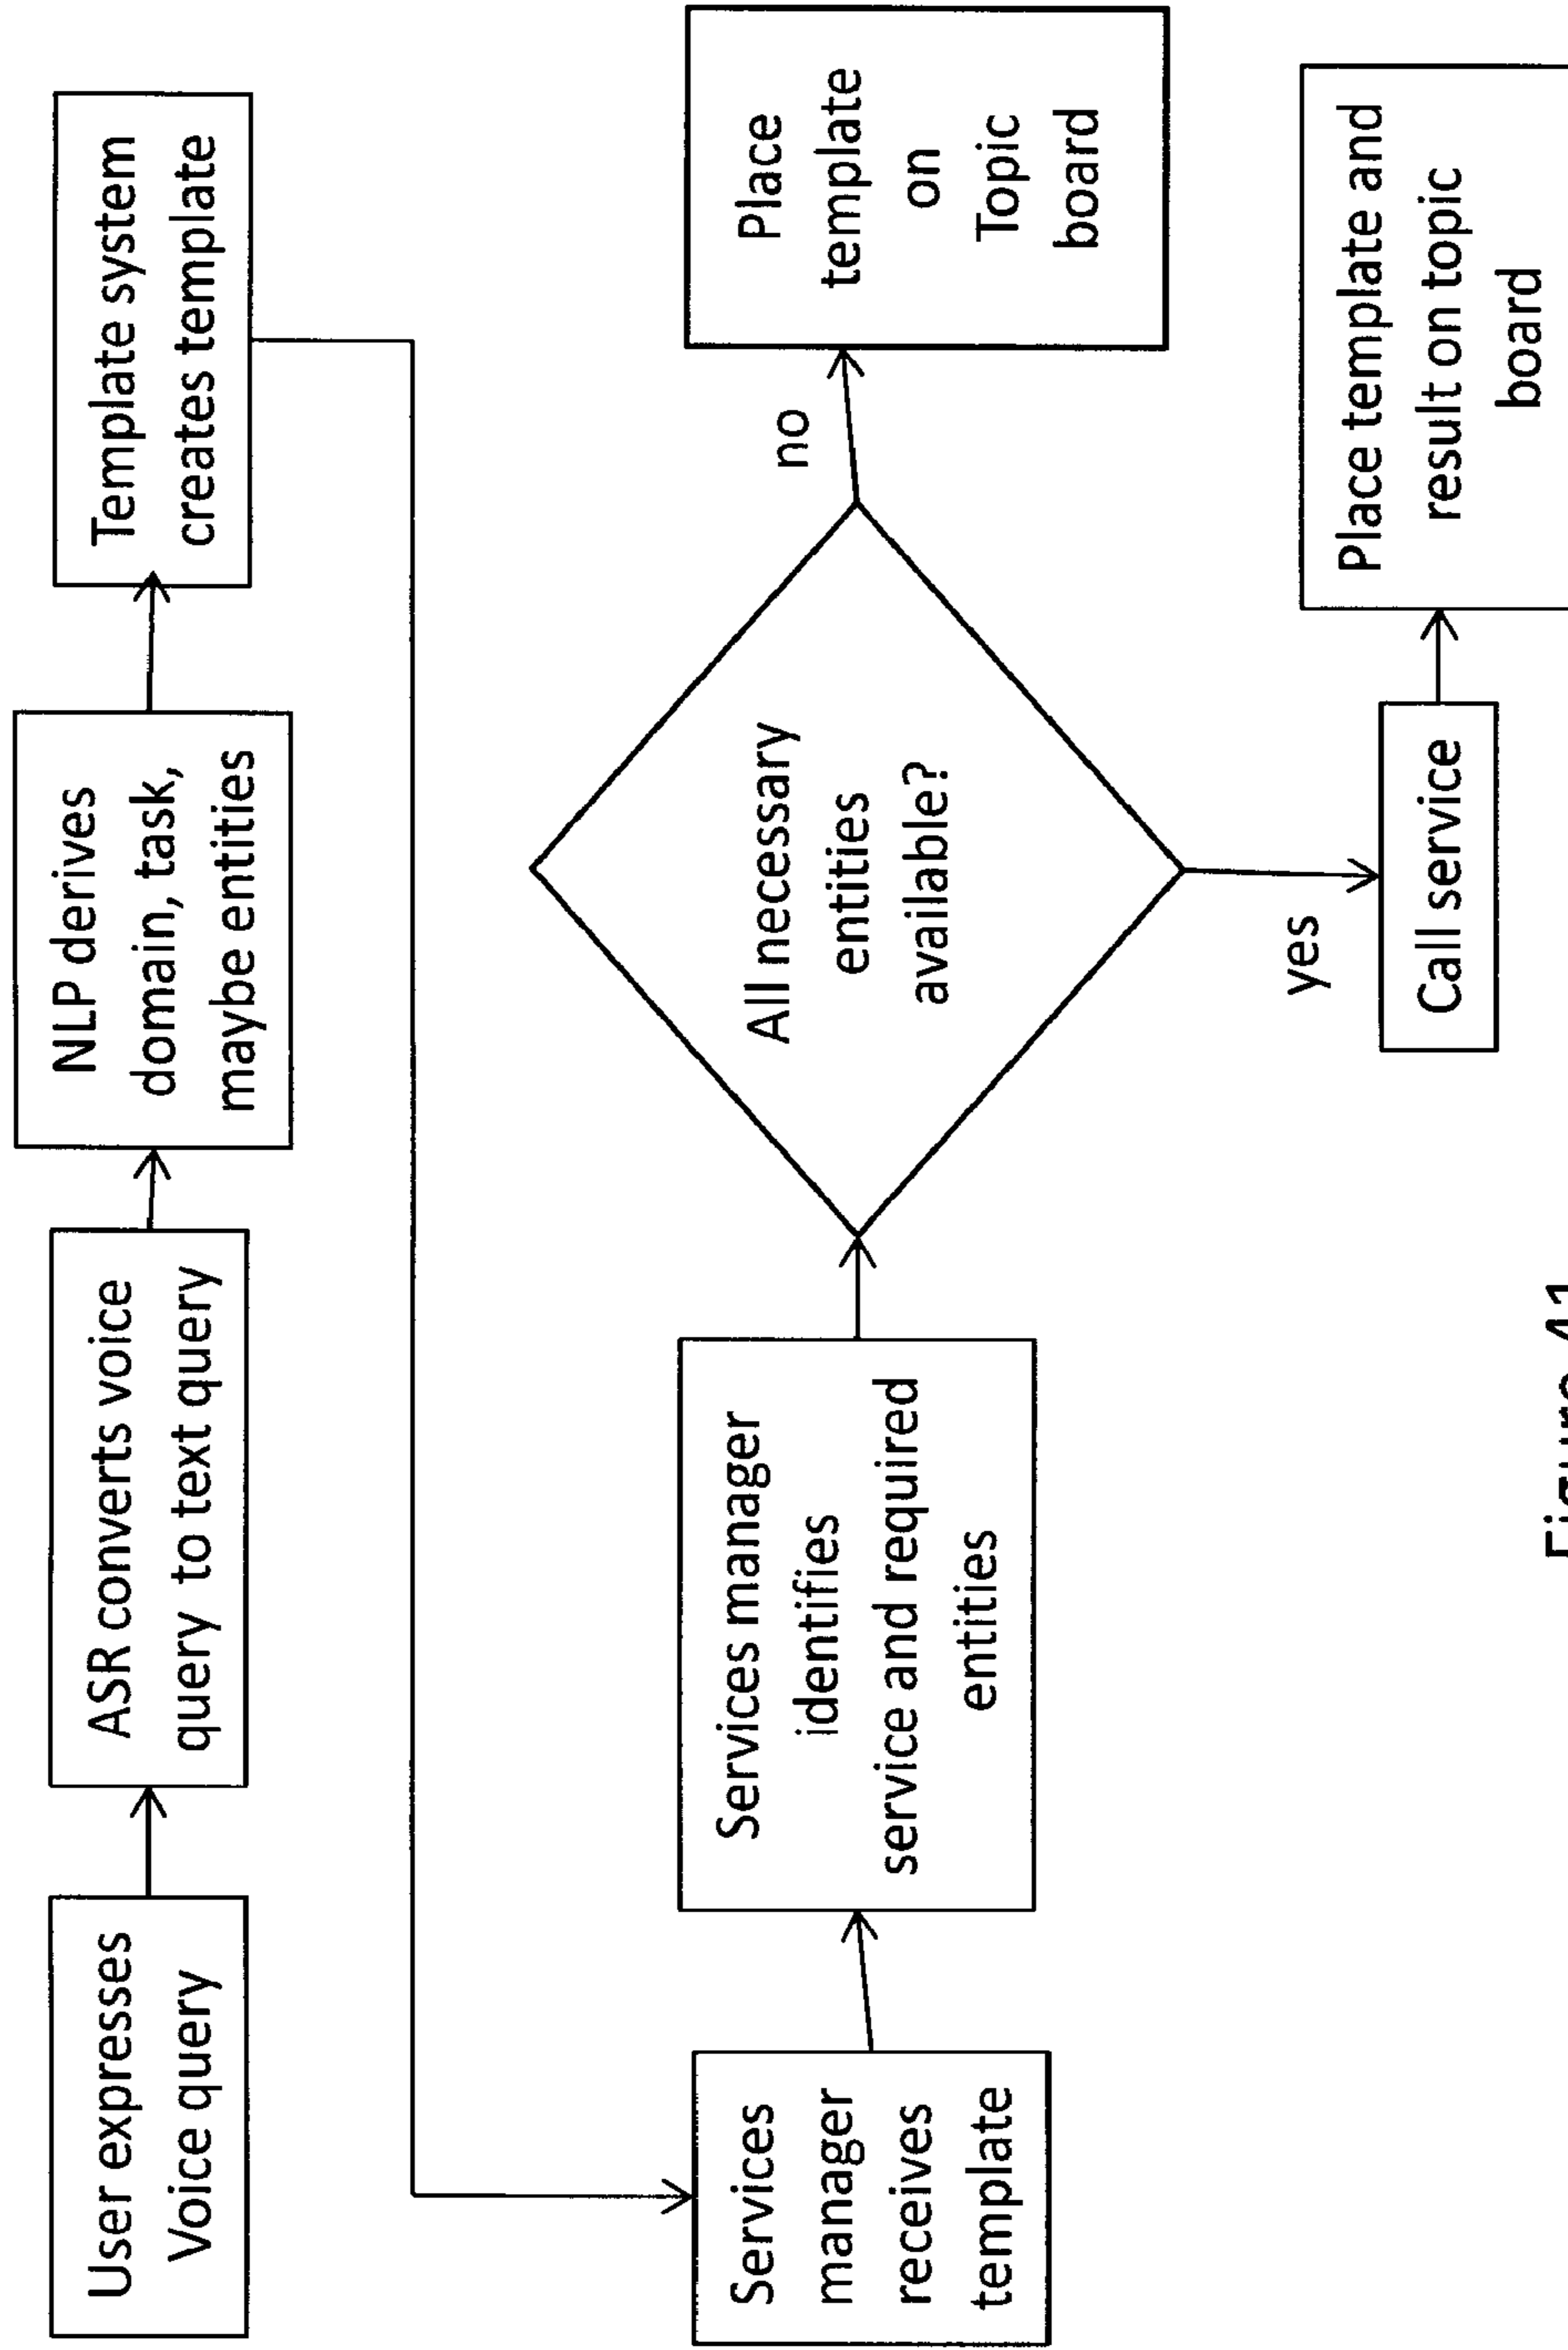 User expresses
Voice query
ASR converts voice
query to text query
NLP derives
domain, task,
maybe entities
Template system
creates template
Services
manager
receives
template
Services manager
identifies
service and required
entities
All necessary
entities
available?
no
Place
template
on
Topic
board
yes
Call service
Place template and
result on topic
board
Figure 41